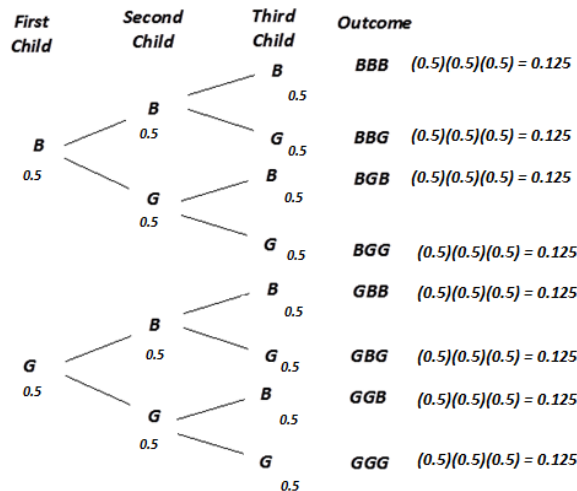 First Child Second Child Third Child Outcome
B BBB (0.5)(0.5)(0.5) = 0.125
0.5
B
0.5
G BBG (0.5)(0.5)(0.5) = 0.125
0.5
B
0.5
B BGB (0.5)(0.5)(0.5) = 0.125
0.5
G
0.5
G 0.5 BGG (0.5)(0.5)(0.5) = 0.125
B GBB (0.5)(0.5)(0.5) = 0.125
0.5
B
0.5
G GBG (0.5)(0.5)(0.5) = 0.125
0.5
G
0.5
B GGB (0.5)(0.5)(0.5) = 0.125
0.5
G
0.5
G GGG (0.5)(0.5)(0.5) = 0.125
0.5